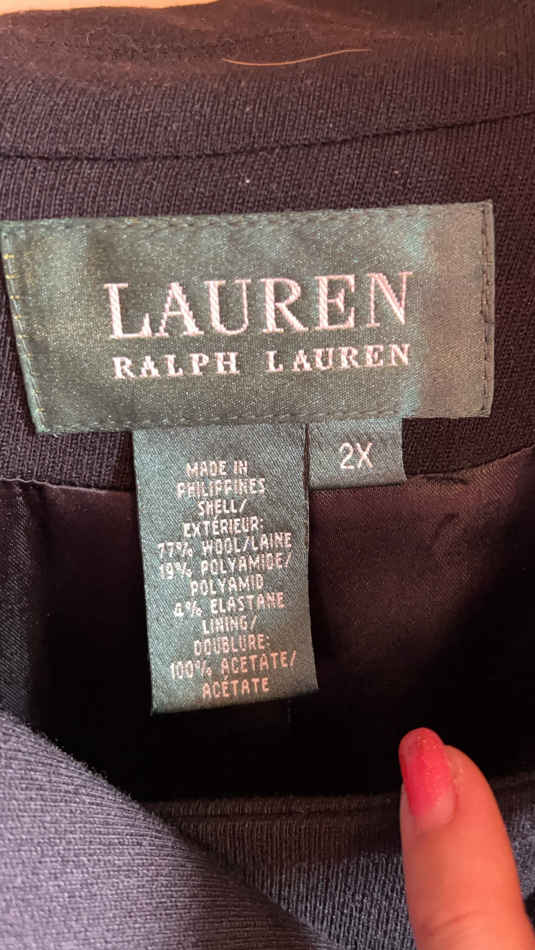 LAUREN
RALPH LAUREN
2X
MADE IN
PHILIPPINES
SHELL/
EXTÉRIEUR:
77% WOOL/LAINE
19% POLYAMIDE/
POLYAMID
4% ELASTANE
LINING/
DOUBLURE:
100% ACETATE/
ACÉTATE